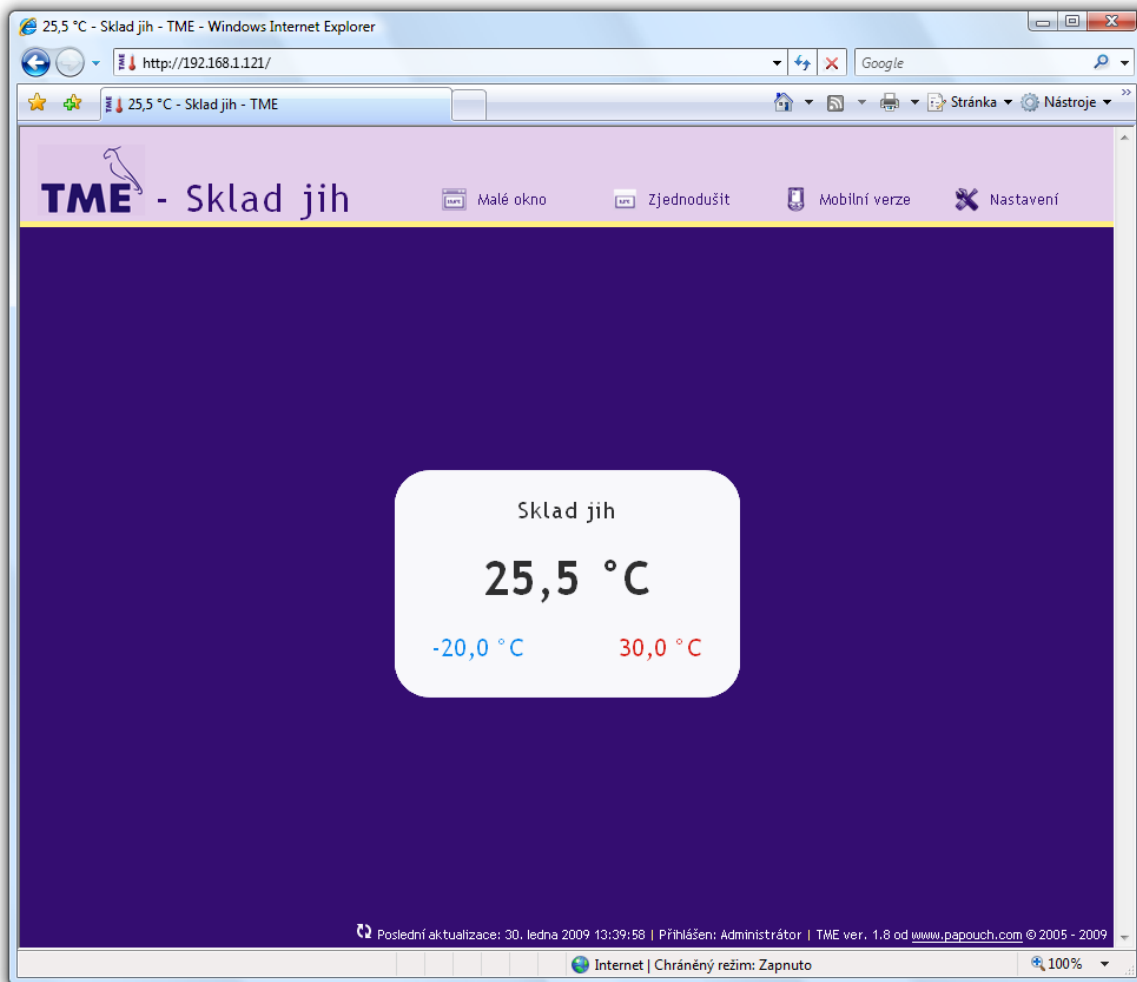 25,5 °C - Sklad jih - TME - Windows Internet Explorer
http://192.168.1.121/
Google
25,5 °C - Sklad jih - TME
Stránka
Nástroje
TME - Sklad jih
Malé okno
Zjednodušit
Mobilní verze
Nastavení
Sklad jih
25,5 °C
-20,0 °C 30,0 °C
Poslední aktualizace: 30. ledna 2009 13:39:58 | Přihlášen: Administrátor | TME ver. 1.8 od www.papouch.com © 2005 - 2009
Internet | Chráněný režim: Zapnuto
100%